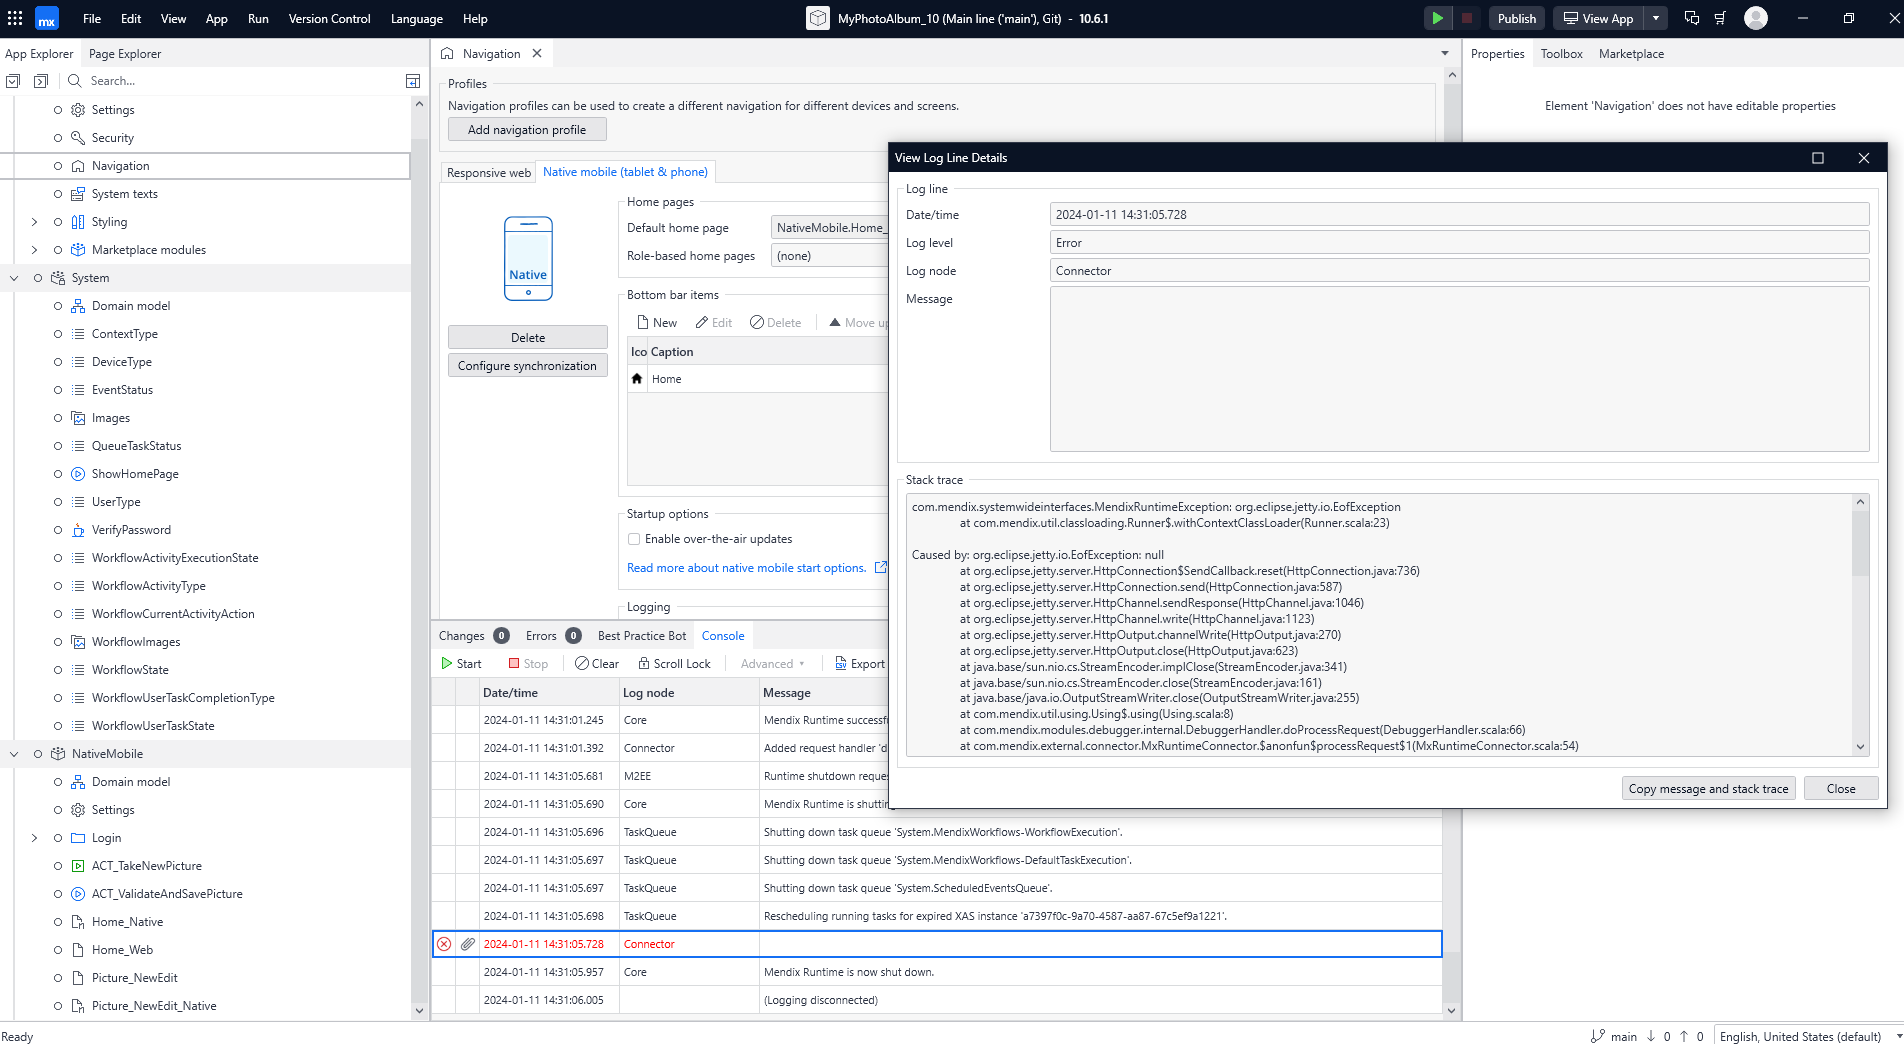 mx File Edit View App Run Version Control Language Help MyPhotoAlbum_10 (Main line ('main'), Git) - 10.6.1 Publish View App
App Explorer Page Explorer
Search...
Settings
Security
Navigation
System texts
Styling
Marketplace modules
System
Domain model
ContextType
DeviceType
EventStatus
Images
QueueTaskStatus
ShowHomePage
UserType
VerifyPassword
WorkflowActivityExecutionState
WorkflowActivityType
WorkflowCurrentActivityAction
WorkflowImages
WorkflowState
WorkflowUserTaskCompletionType
WorkflowUserTaskState
NativeMobile
Domain model
Settings
Login
ACT_TakeNewPicture
ACT_ValidateAndSavePicture
Home_Native
Home_Web
Picture_NewEdit
Picture_NewEdit_Native
Navigation
Profiles
Navigation profiles can be used to create a different navigation for different devices and screens.
Add navigation profile
Responsive web Native mobile (tablet & phone)
Native
Delete
Configure synchronization
Home pages
Default home page NativeMobile.Home_
Role-based home pages (none)
Bottom bar items
New Edit Delete Move up
Ico Caption
Home
Startup options
Enable over-the-air updates
Read more about native mobile start options.
Logging
Changes 0 Errors 0 Best Practice Bot Console
Start Stop Clear Scroll Lock Advanced Export
Date/time Log node Message
2024-01-11 14:31:01.245 Core Mendix Runtime successfu
2024-01-11 14:31:01.392 Connector Added request handler 'd
2024-01-11 14:31:05.681 M2EE Runtime shutdown reques
2024-01-11 14:31:05.690 Core Mendix Runtime is shutting
2024-01-11 14:31:05.696 TaskQueue Shutting down task queue 'System.MendixWorkflows-WorkflowExecution'.
2024-01-11 14:31:05.697 TaskQueue Shutting down task queue 'System.MendixWorkflows-DefaultTaskExecution'.
2024-01-11 14:31:05.697 TaskQueue Shutting down task queue 'System.ScheduledEventsQueue'.
2024-01-11 14:31:05.698 TaskQueue Rescheduling running tasks for expired XAS instance 'a7397f0c-9a70-4587-aa87-67c5ef9a1221'.
2024-01-11 14:31:05.728 Connector
2024-01-11 14:31:05.957 Core Mendix Runtime is now shut down.
2024-01-11 14:31:06.005 (Logging disconnected)
Properties Toolbox Marketplace
Element 'Navigation' does not have editable properties
View Log Line Details
Log line
Date/time 2024-01-11 14:31:05.728
Log level Error
Log node Connector
Message
Stack trace
com.mendix.systemwideinterfaces.MendixRuntimeException: org.eclipse.jetty.io.EofException
at com.mendix.util.classloading.Runner$.withContextClassLoader(Runner.scala:23)
Caused by: org.eclipse.jetty.io.EofException: null
at org.eclipse.jetty.server.HttpConnection$SendCallback.reset(HttpConnection.java:736)
at org.eclipse.jetty.server.HttpConnection.send(HttpConnection.java:587)
at org.eclipse.jetty.server.HttpChannel.sendResponse(HttpChannel.java:1046)
at org.eclipse.jetty.server.HttpChannel.write(HttpChannel.java:1123)
at org.eclipse.jetty.server.HttpOutput.channelWrite(HttpOutput.java:270)
at org.eclipse.jetty.server.HttpOutput.close(HttpOutput.java:623)
at java.base/sun.nio.cs.StreamEncoder.implClose(StreamEncoder.java:341)
at java.base/sun.nio.cs.StreamEncoder.close(StreamEncoder.java:161)
at java.base/java.io.OutputStreamWriter.close(OutputStreamWriter.java:255)
at com.mendix.util.using.Using$.using(Using.scala:8)
at com.mendix.modules.debugger.internal.DebuggerHandler.doProcessRequest(DebuggerHandler.scala:66)
at com.mendix.external.connector.MxRuntimeConnector.$anonfun$processRequest$1(MxRuntimeConnector.scala:54)
Copy message and stack trace Close
Ready main 0 0 English, United States (default)